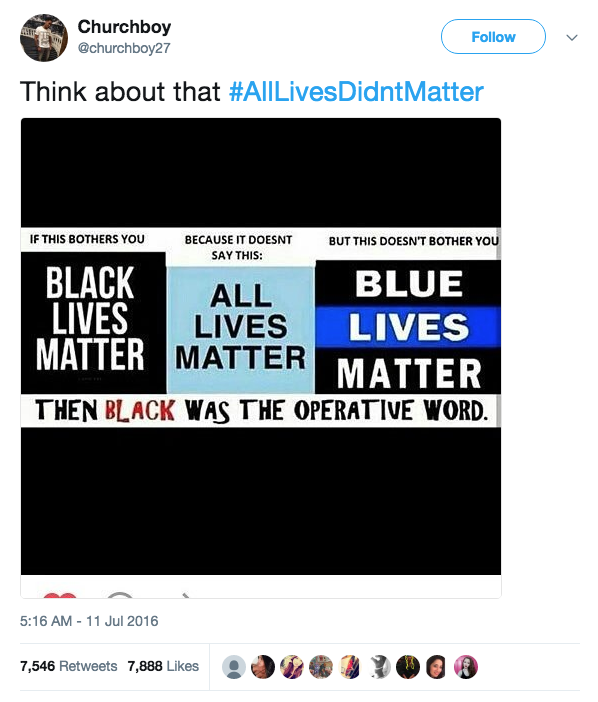 Churchboy
@churchboy27
Follow
Think about that #AllLivesDidntMatter
IF THIS BOTHERS YOU
BLACK
LIVES
MATTER
BECAUSE IT DOESNT
SAY THIS:
ALL
LIVES
MATTER
BUT THIS DOESN'T BOTHER YOU
BLUE
LIVES
MATTER
THEN BLACK WAS THE OPERATIVE WORD.
5:16 AM - 11 Jul 2016
7,546 Retweets 7,888 Likes